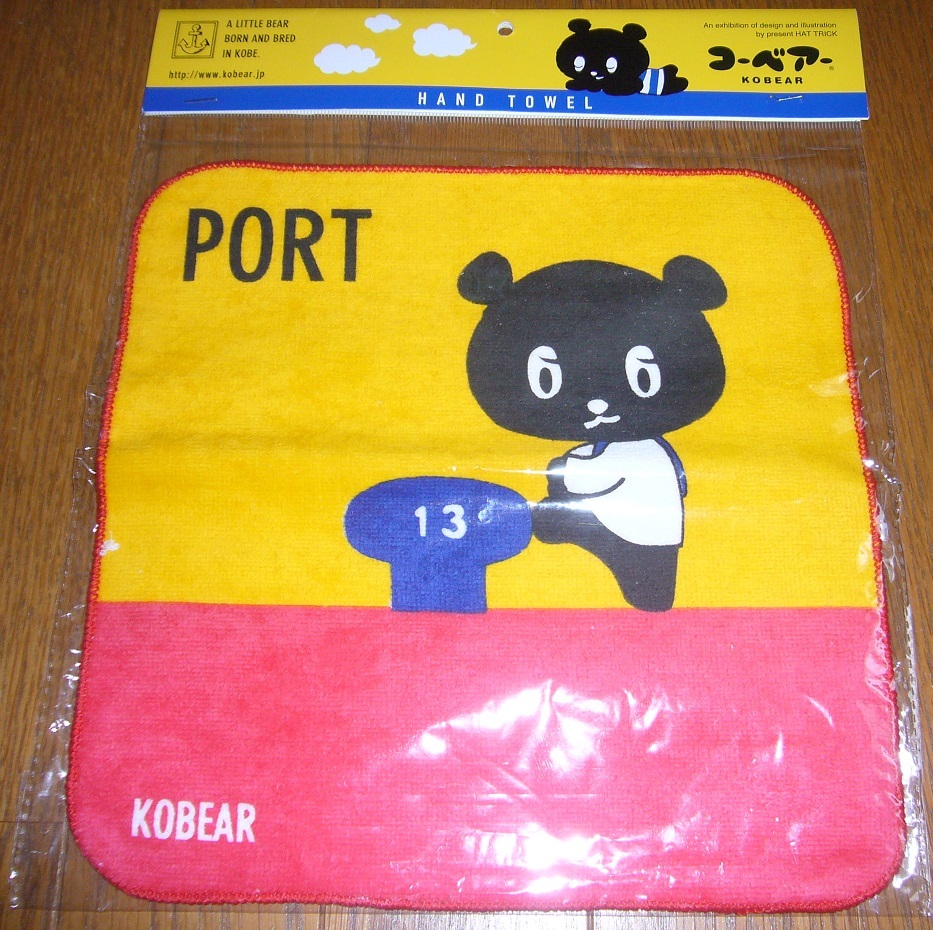 A LITTLE BEAR
BORN AND BRED
IN KOBE.
http://www.kobear.jp
An exhibition of design and illustration
by present HAT TRICK
コーベアー®
KOBEAR
HAND TOWEL
PORT
13
KOBEAR